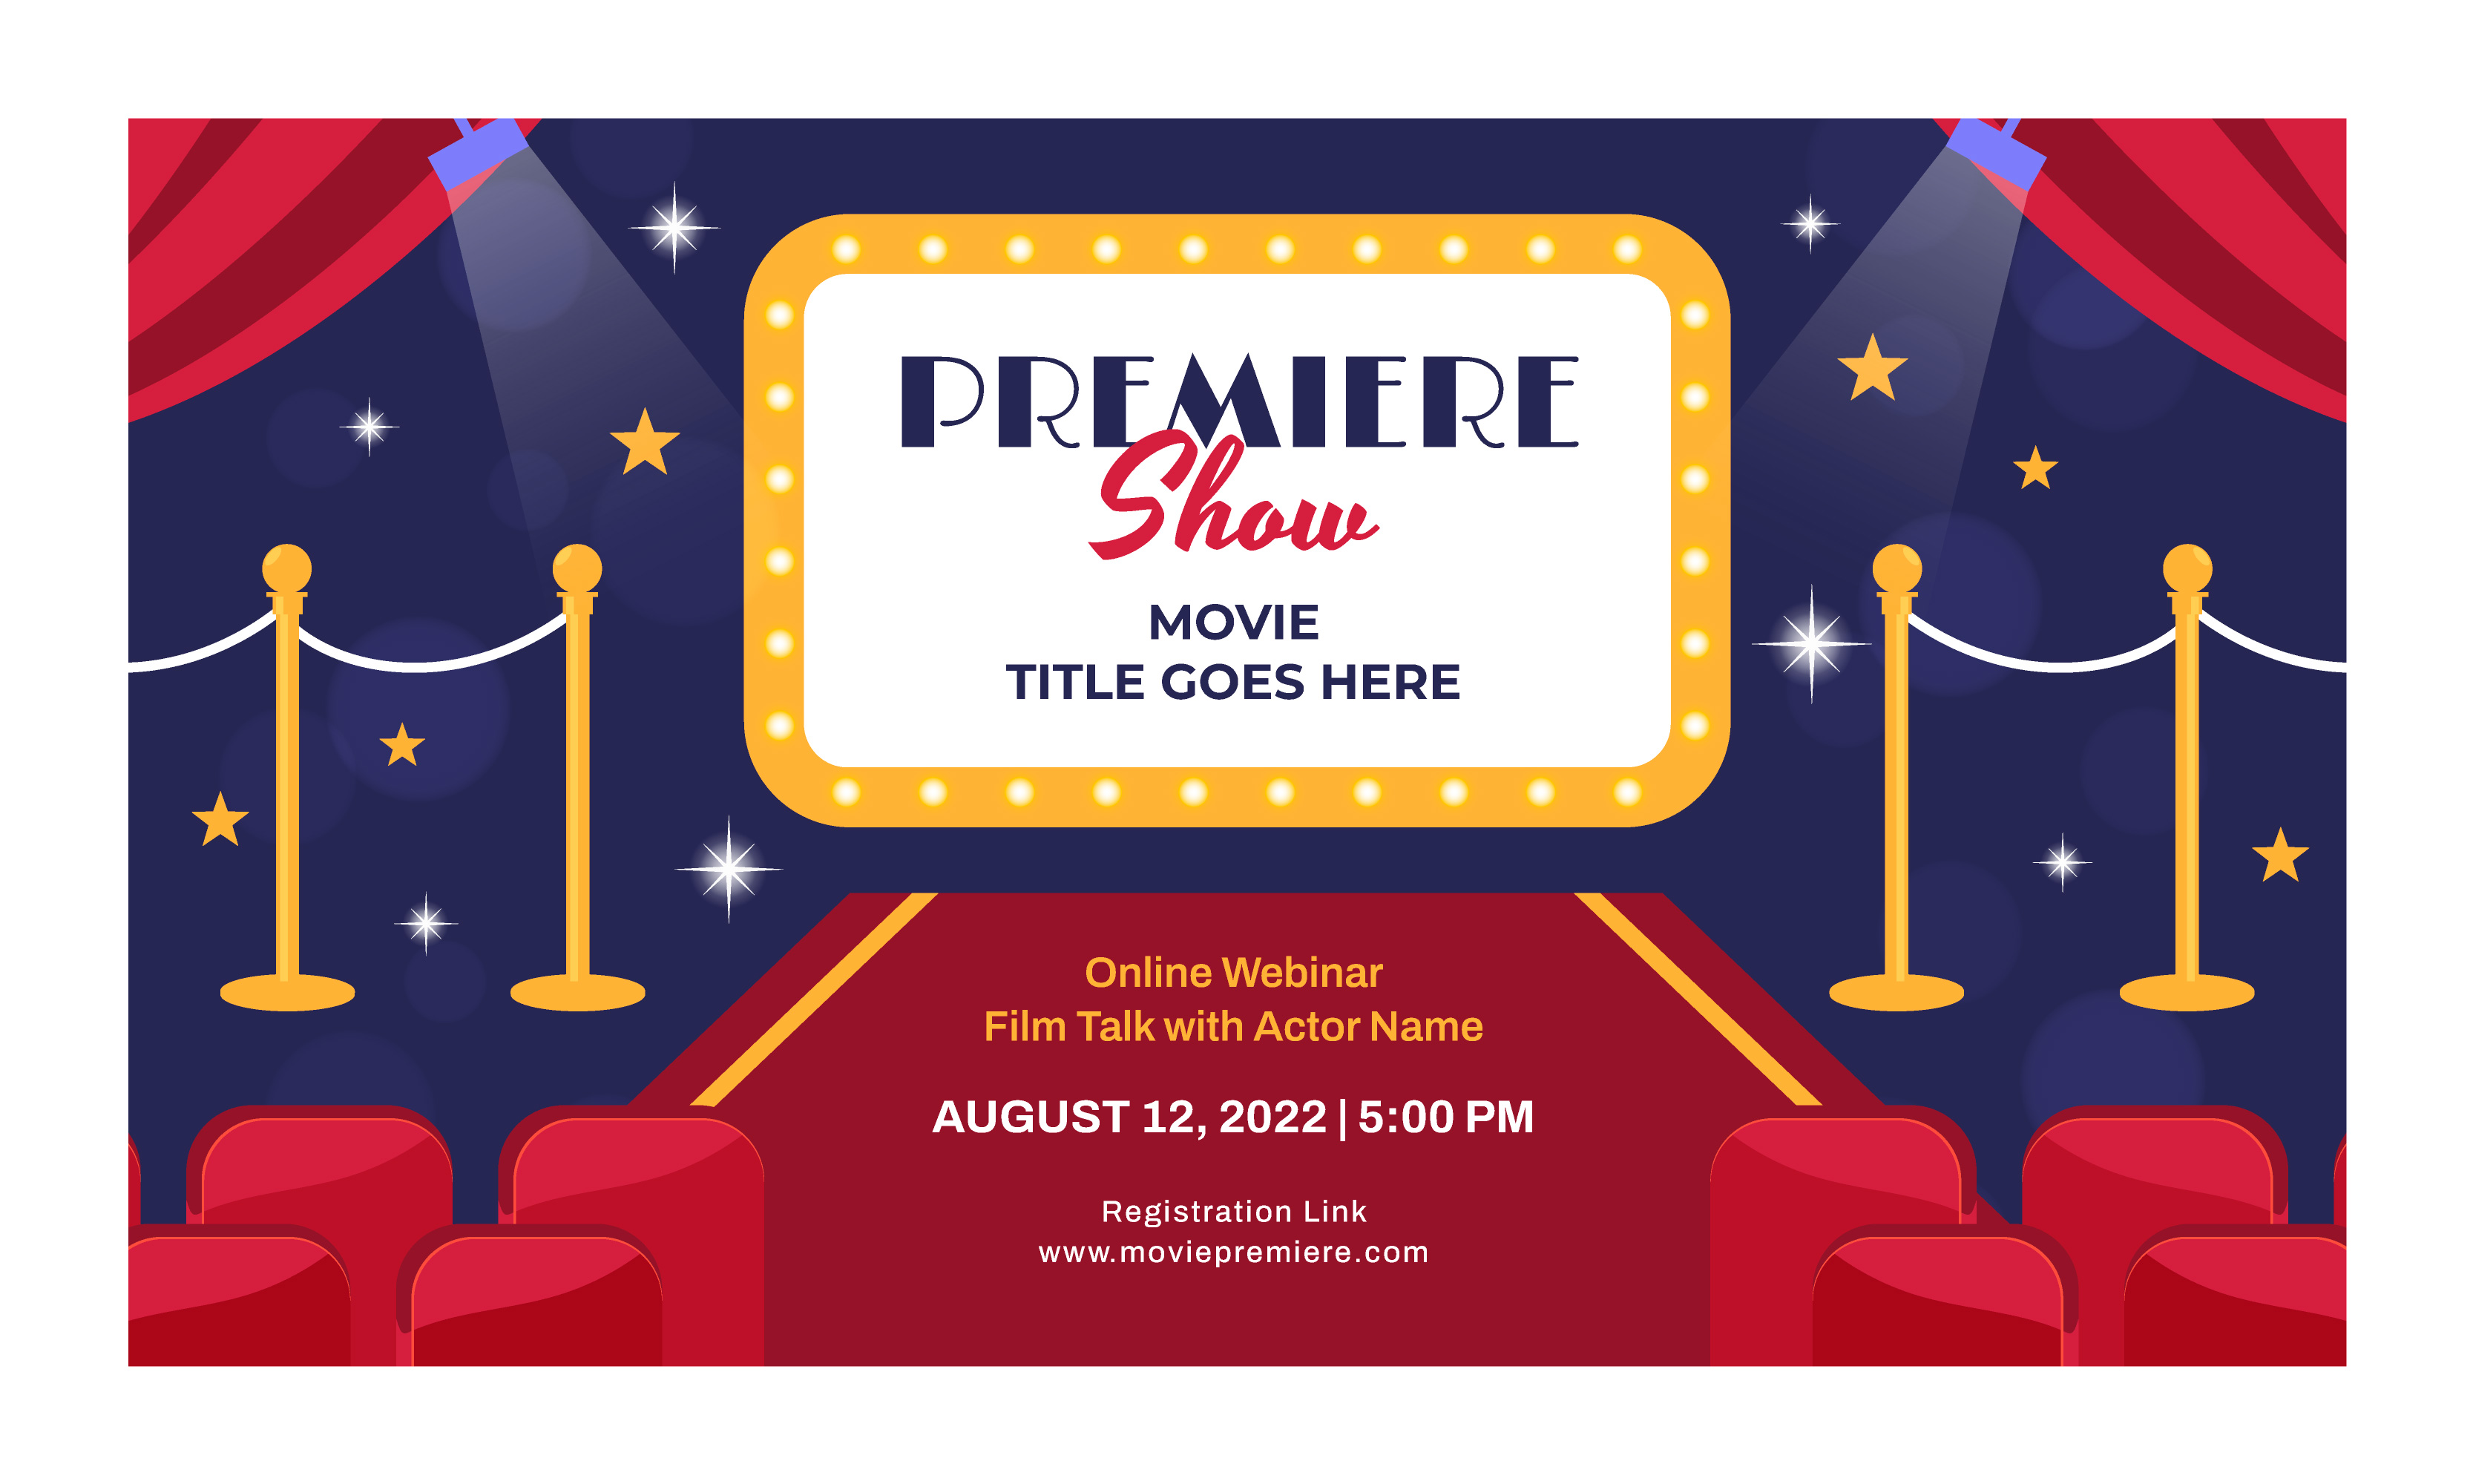 PREMIERE
Show
MOVIE
TITLE GOES HERE
Online Webinar
Film Talk with Actor Name
AUGUST 12, 2022 | 5:00 PM
Registration Link
www.moviepremiere.com